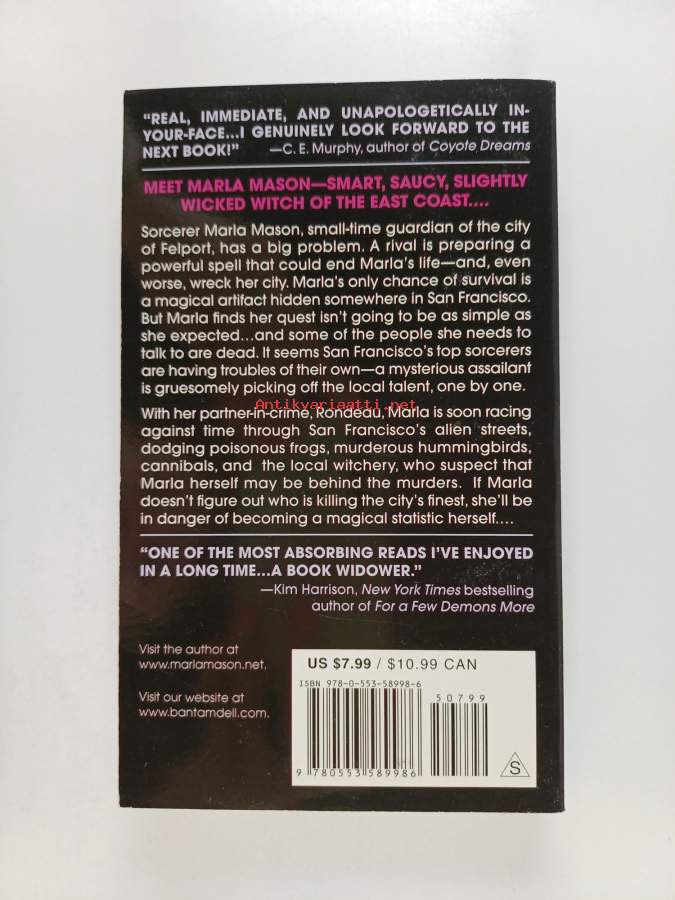 “REAL, IMMEDIATE, AND UNAPOLOGETICALLY IN-
YOUR-FACE...I GENUINELY LOOK FORWARD TO THE
NEXT BOOK!” —C. E. Murphy, author of Coyote Dreams
MEET MARLA MASON—SMART, SAUCY, SLIGHTLY
WICKED WITCH OF THE EAST COAST....
Sorcerer Marla Mason, small-time guardian of the city
of Felport, has a big problem. A rival is preparing a
powerful spell that could end Marla’s life—and, even
worse, wreck her city. Marla’s only chance of survival is
a magical artifact hidden somewhere in San Francisco.
But Marla finds her quest isn’t going to be as simple as
she expected...and some of the people she needs to
talk to are dead. It seems San Francisco’s top sorcerers
are having troubles of their own—a mysterious assailant
is gruesomely picking off the local talent, one by one.
Antikvariaatti.net
With her partner-in-crime, Rondeau, Marla is soon racing
against time through San Francisco’s alien streets,
dodging poisonous frogs, murderous hummingbirds,
cannibals, and the local witchery, who suspect that
Marla herself may be behind the murders. If Marla
doesn’t figure out who is killing the city’s finest, she’ll be
in danger of becoming a magical statistic herself....
“ONE OF THE MOST ABSORBING READS I’VE ENJOYED
IN A LONG TIME...A BOOK WIDOWER.”
—Kim Harrison, New York Times bestselling
author of For a Few Demons More
Visit the author at
www.marlamason.net.
Visit our website at
www.bantamdell.com.
US $7.99 / $10.99 CAN
ISBN 978-0-553-58998-6
50799
9 780553 589986
S